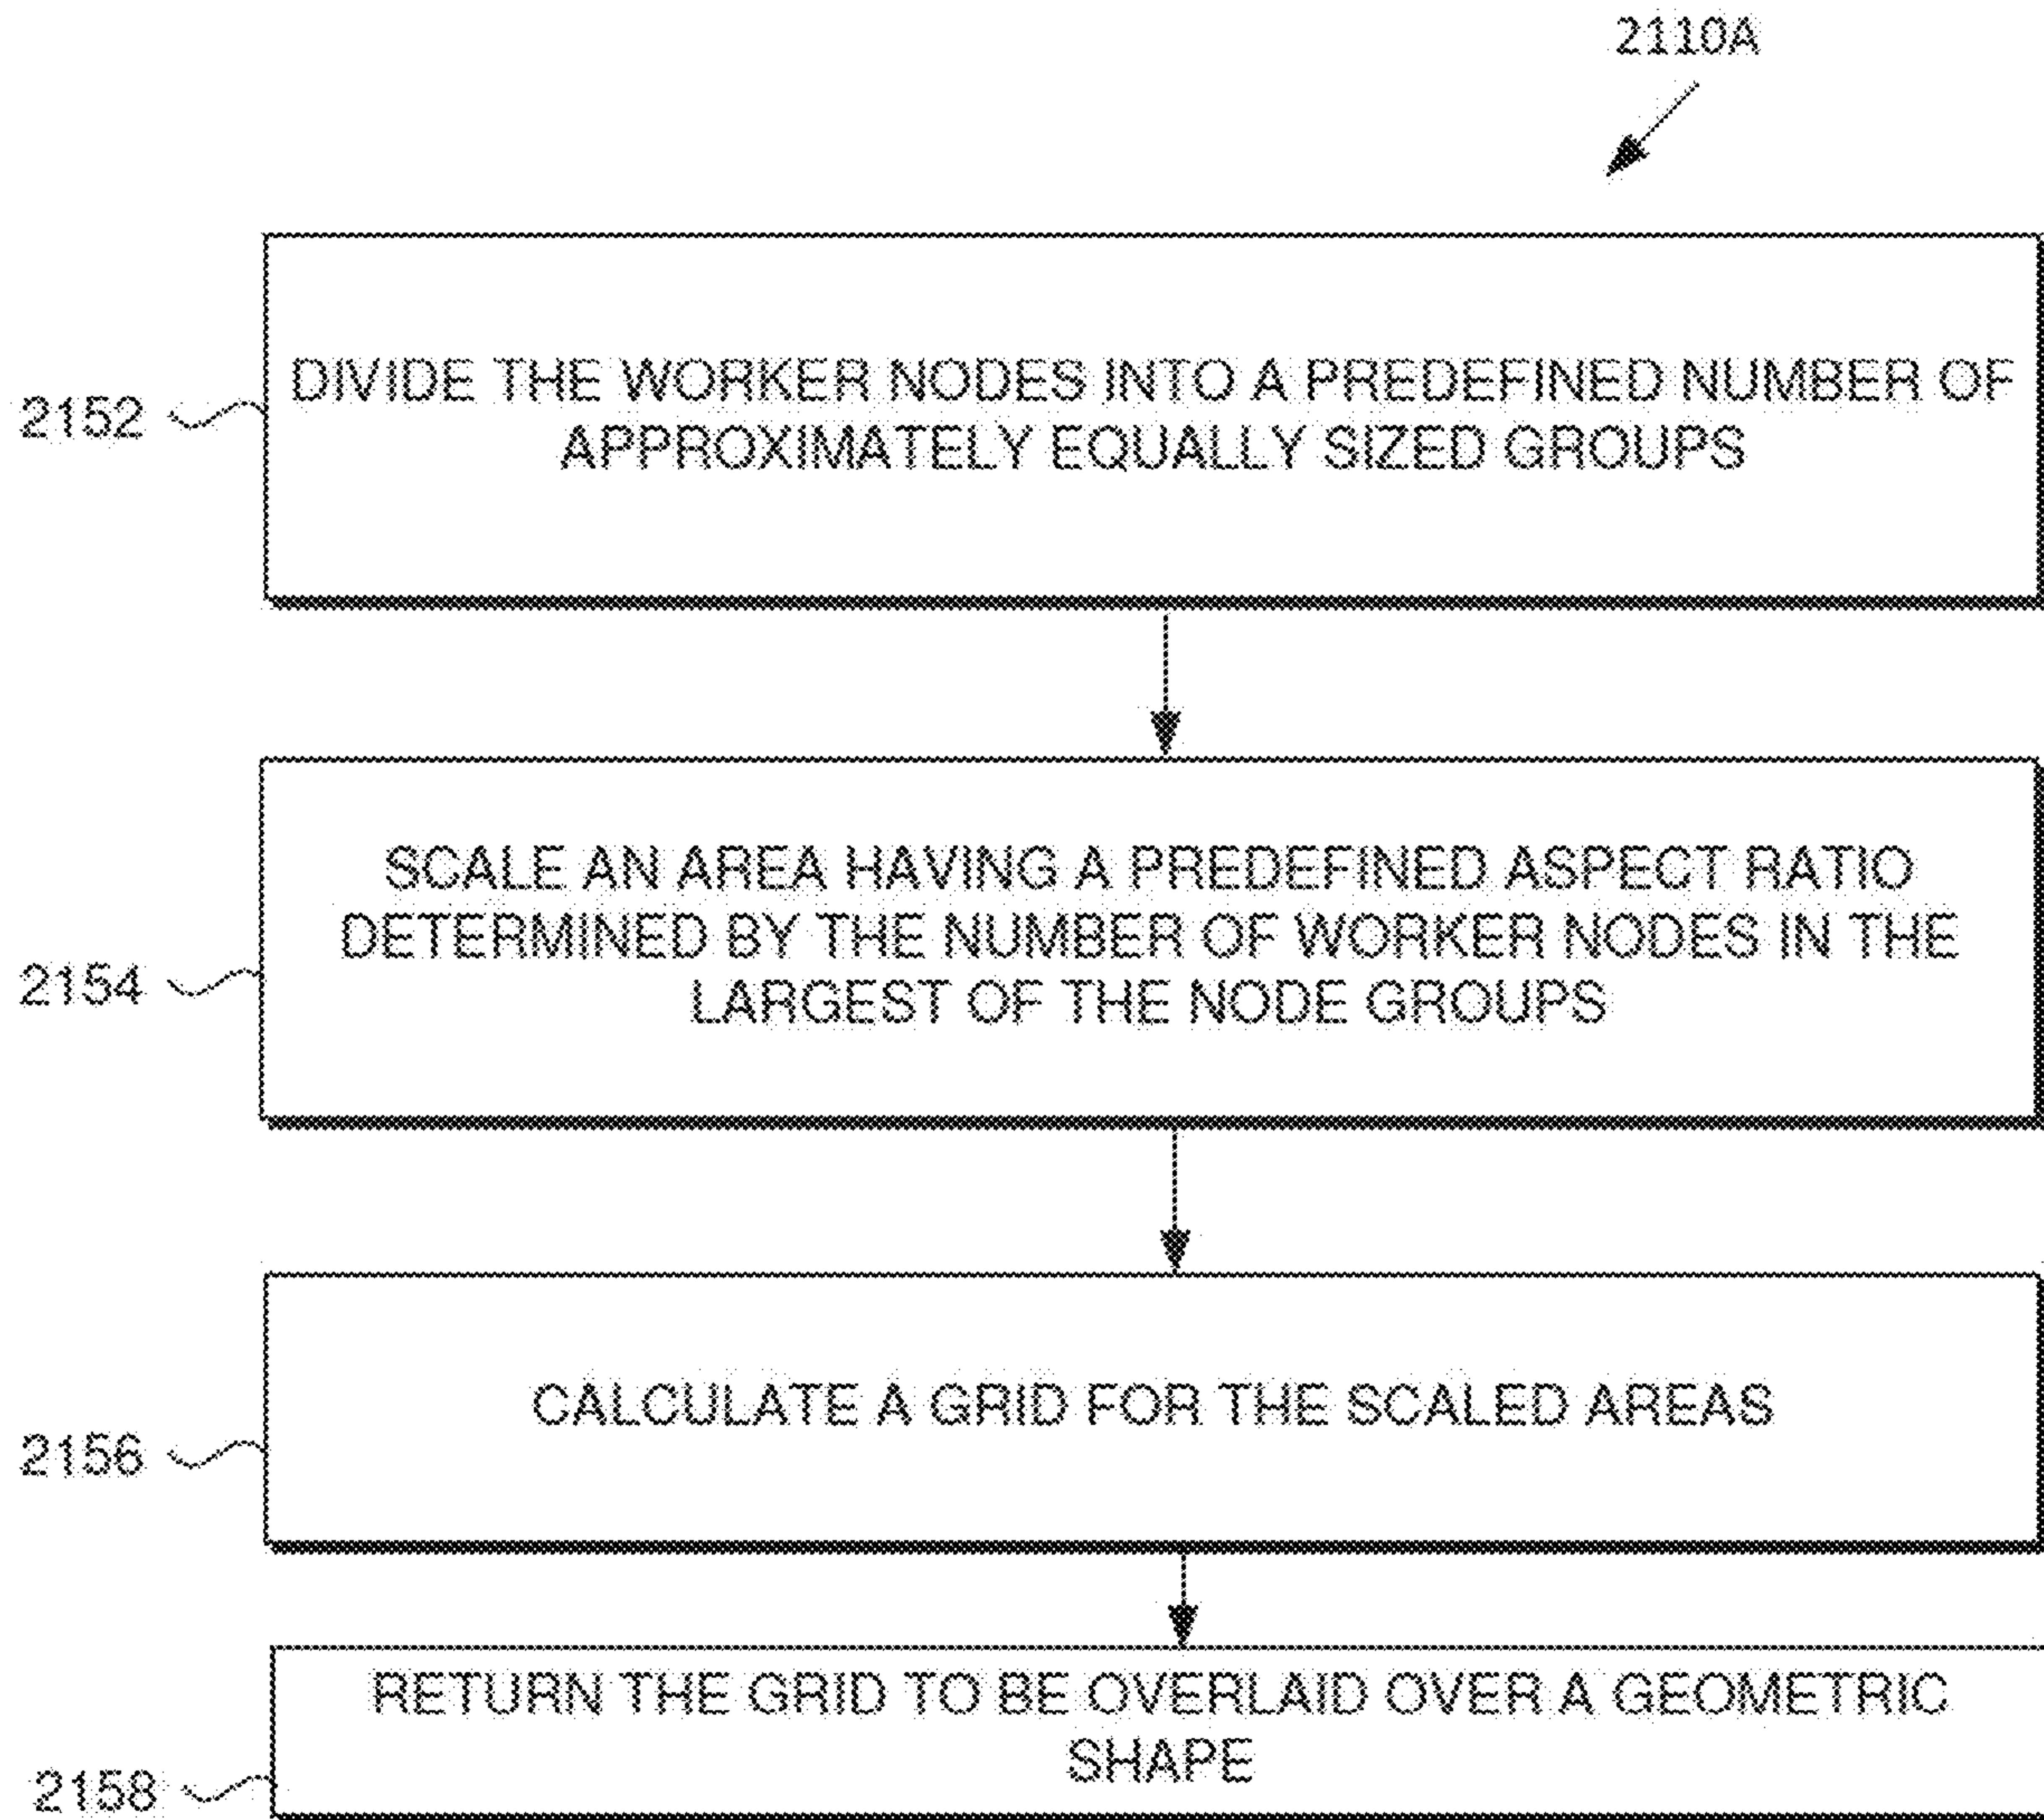 2110A
2152
DIVIDE THE WORKER NODES INTO A PREDEFINED NUMBER OF
APPROXIMATELY EQUALLY SIZED GROUPS
2154
SCALE AN AREA HAVING A PREDEFINED ASPECT RATIO
DETERMINED BY THE NUMBER OF WORKER NODES IN THE
LARGEST OF THE NODE GROUPS
2156
CALCULATE A GRID FOR THE SCALED AREAS
2158
RETURN THE GRID TO BE OVERLAID OVER A GEOMETRIC
SHAPE